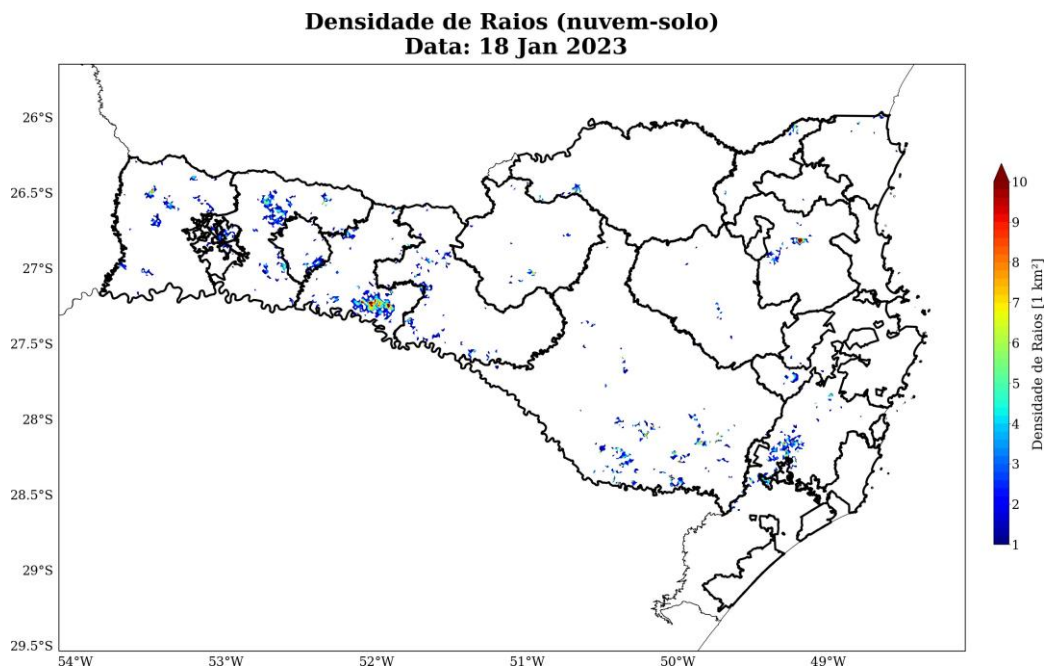 Densidade de Raios (nuvem-solo)
Data: 18 Jan 2023
26°S
26.5°S
27°S
27.5°S
28°S
28.5°S
29°S
29.5°S
54°W
53°W
52°W
51°W
50°W
49°W
10
9
8
7
6
5
4
3
2
1
Densidade de Raios [1 km²]